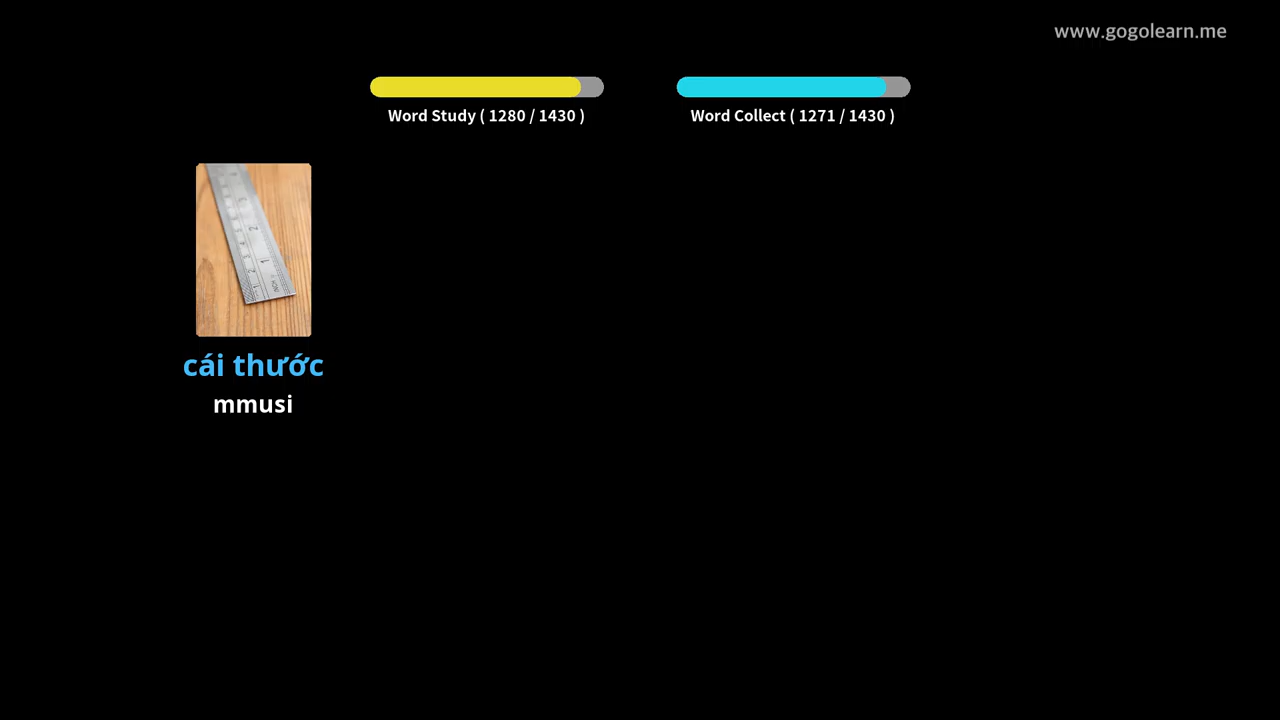 www.gogolearn.me
Word Study ( 1280 / 1430 )
Word Collect ( 1271 / 1430 )
cái thước
mmusi